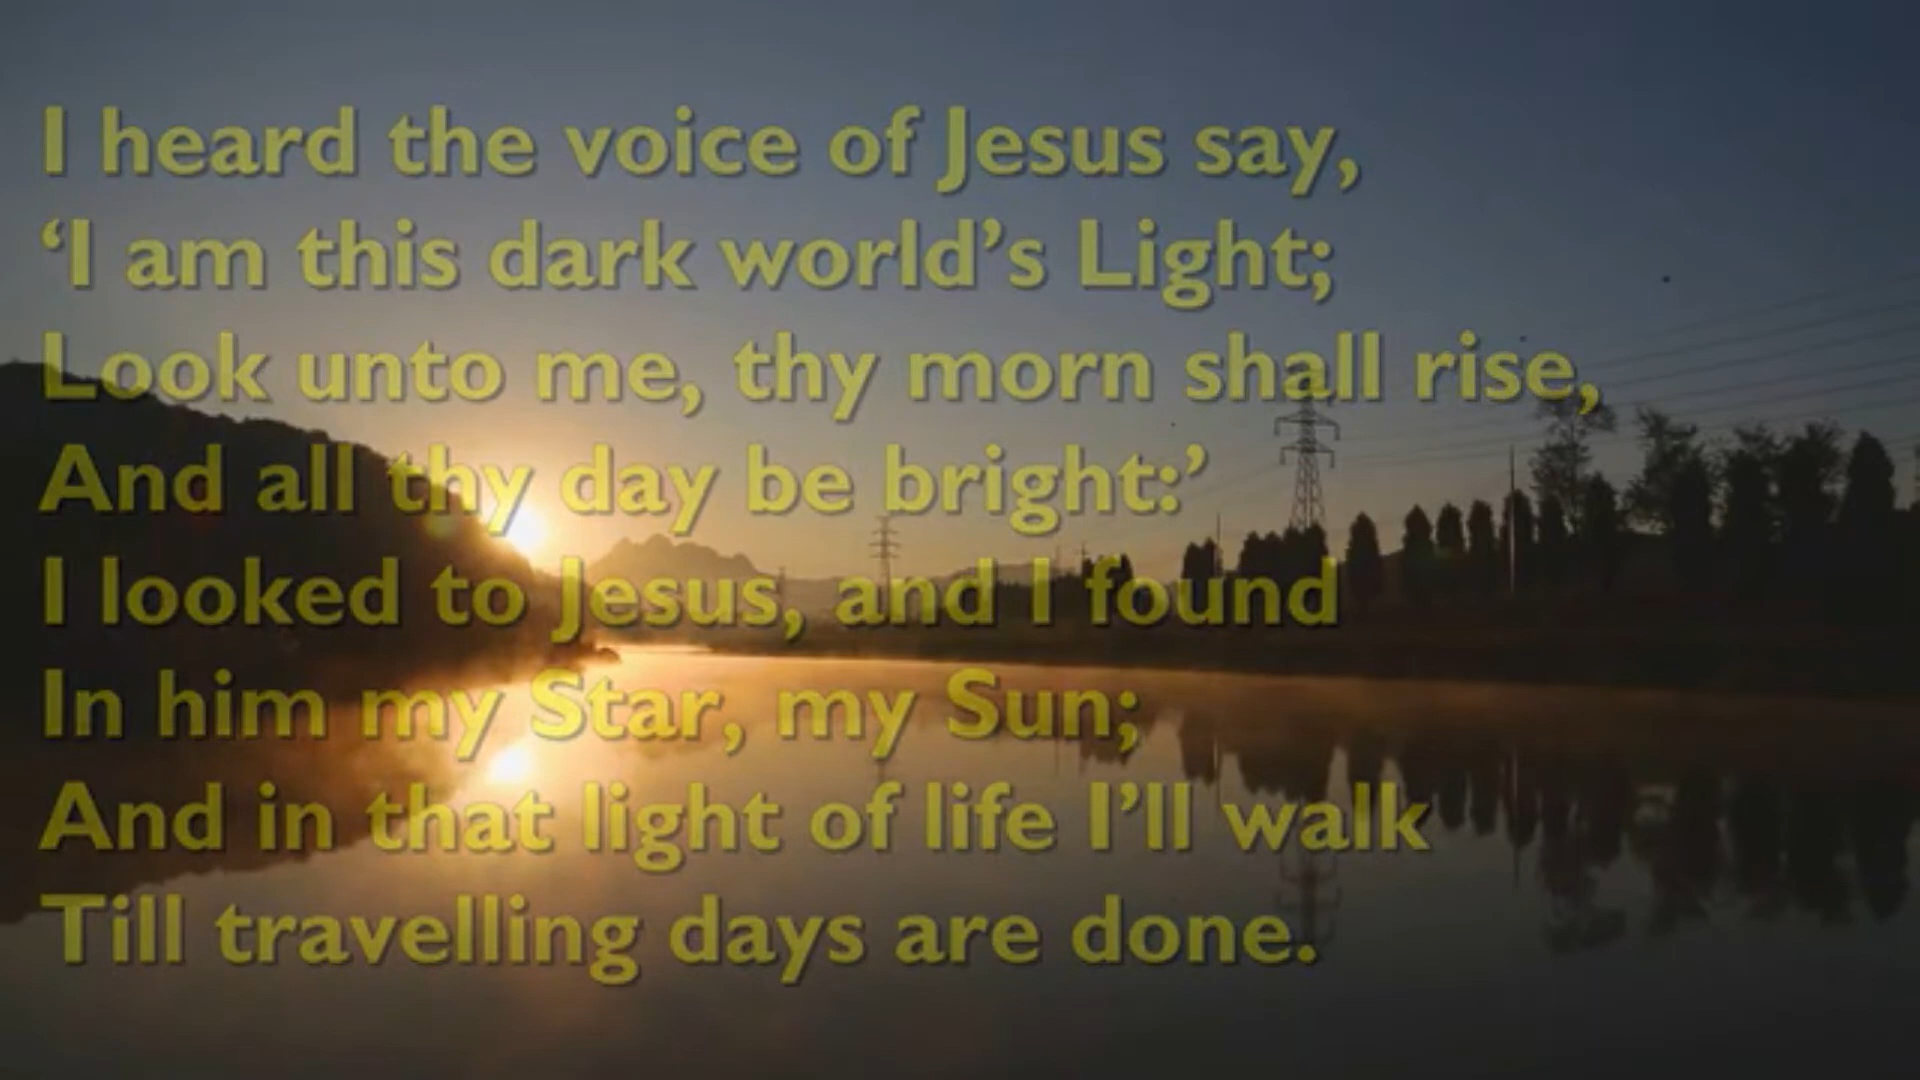 I heard the voice of Jesus say,
‘I am this dark world’s Light;
Look unto me, thy morn shall rise,
And all thy day be bright:’
I looked to Jesus, and I found
In him my Star, my Sun;
And in that light of life I’ll walk
Till travelling days are done.